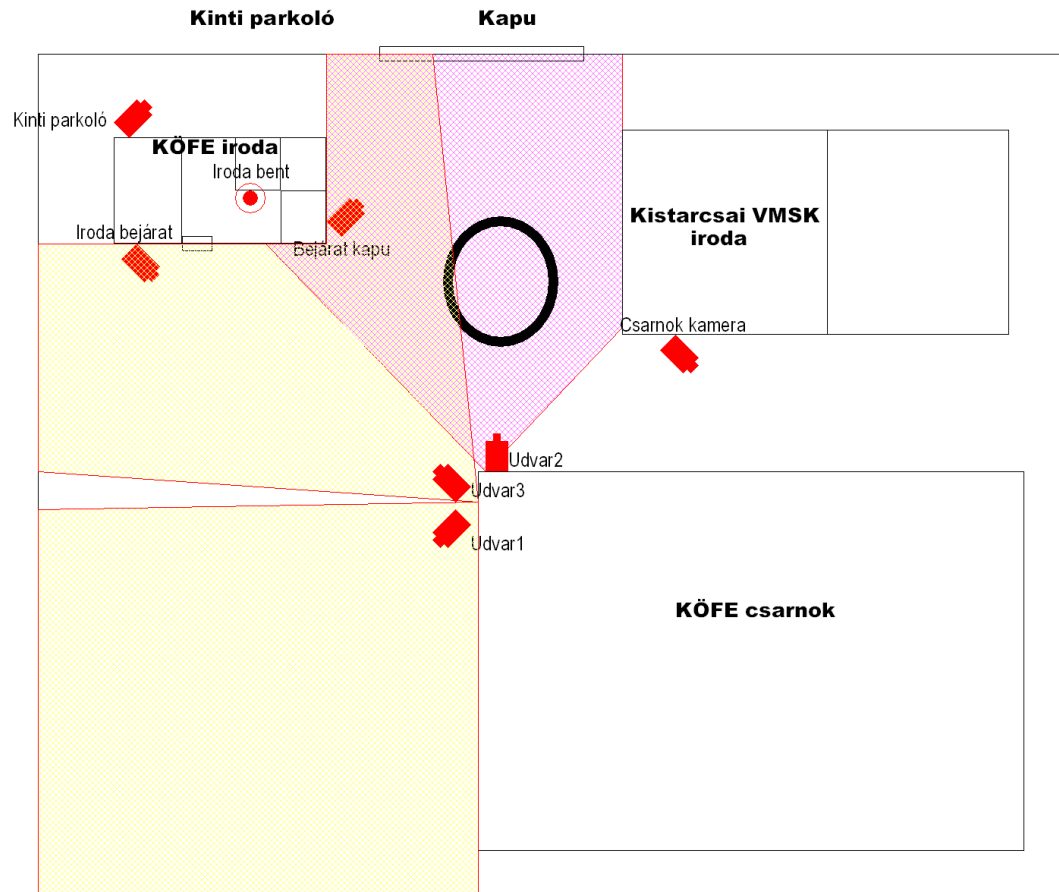 Kinti parkoló
Kapu
Kinti parkoló
KÖFE iroda
Iroda bent
Iroda bejárat
Bejárat kapu
Kistarcsai VMSK
iroda
Csarnok kamera
Udvar2
Udvar3
Udvar1
KÖFE csarnok